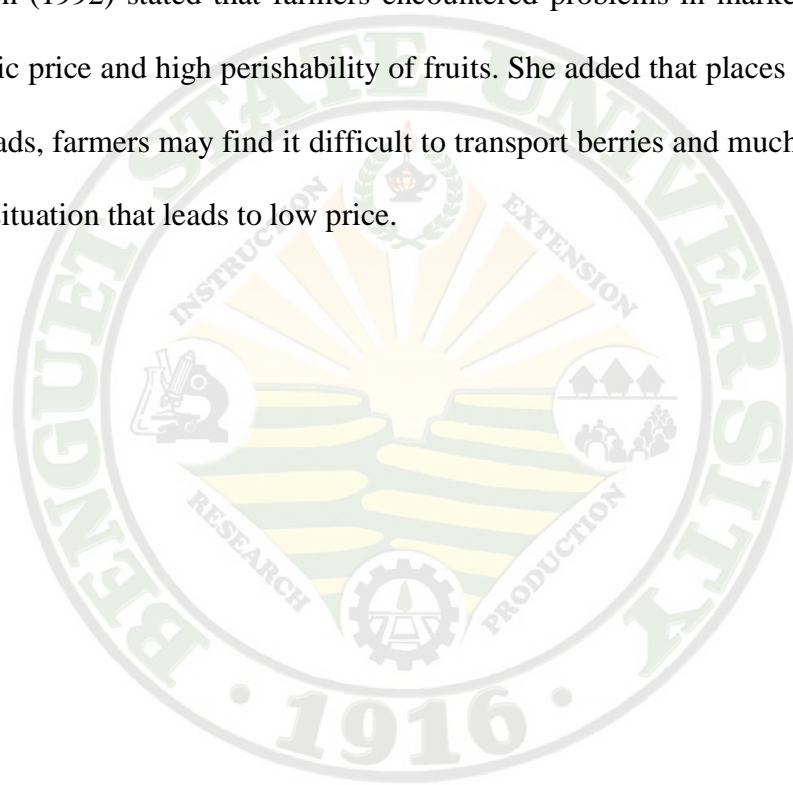 (1992) stated that farmers encountered problems in marke
ic price and high perishability of fruits. She added that places
ads, farmers may find it difficult to transport berries and much
situation that leads to low price.
BENGUET STATE UNIVERSITY
INSTRUCTION
EXTENSION
RESEARCH
PRODUCTION
· 1916 ·